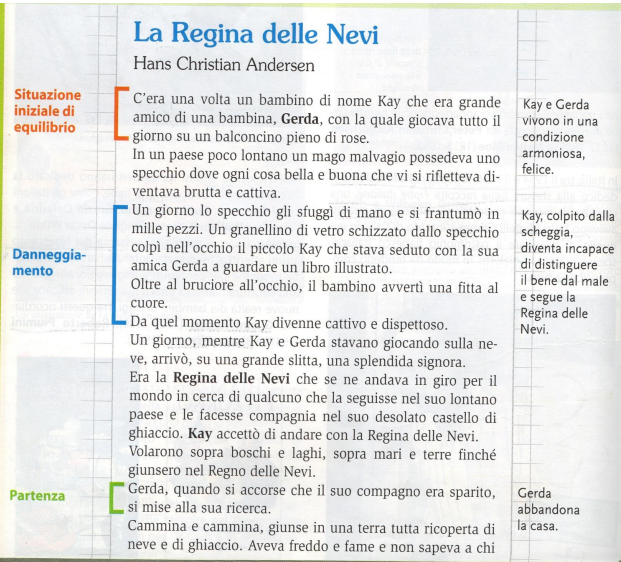 La Regina delle Nevi
Hans Christian Andersen
Situazione
iniziale di
equilibrio
C'era una volta un bambino di nome Kay che era grande
amico di una bambina, Gerda, con la quale giocava tutto il
giorno su un balconcino pieno di rose.
In un paese poco lontano un mago malvagio possedeva uno
specchio dove ogni cosa bella e buona che vi si rifletteva di-
ventava brutta e cattiva.
Kay e Gerda
vivono in una
condizione
armoniosa,
felice.
Danneggia-
mento
Un giorno lo specchio gli sfuggì di mano e si frantumò in
mille pezzi. Un granellino di vetro schizzato dallo specchio
colpì nell'occhio il piccolo Kay che stava seduto con la sua
amica Gerda a guardare un libro illustrato.
Oltre al bruciore all'occhio, il bambino avvertì una fitta al
cuore.
Da quel momento Kay divenne cattivo e dispettoso.
Un giorno, mentre Kay e Gerda stavano giocando sulla ne-
ve, arrivò, su una grande slitta, una splendida signora.
Era la Regina delle Nevi che se ne andava in giro per il
mondo in cerca di qualcuno che la seguisse nel suo lontano
paese e le facesse compagnia nel suo desolato castello di
ghiaccio. Kay accettò di andare con la Regina delle Nevi.
Volarono sopra boschi e laghi, sopra mari e terre finché
giunsero nel Regno delle Nevi.
Kay, colpito dalla
scheggia,
diventa incapace
di distinguere
il bene dal male
e segue la
Regina delle
Nevi.
Partenza
Gerda, quando si accorse che il suo compagno era sparito,
si mise alla sua ricerca.
Cammina e cammina, giunse in una terra tutta ricoperta di
neve e di ghiaccio. Aveva freddo e fame e non sapeva a chi
Gerda
abbandona
la casa.